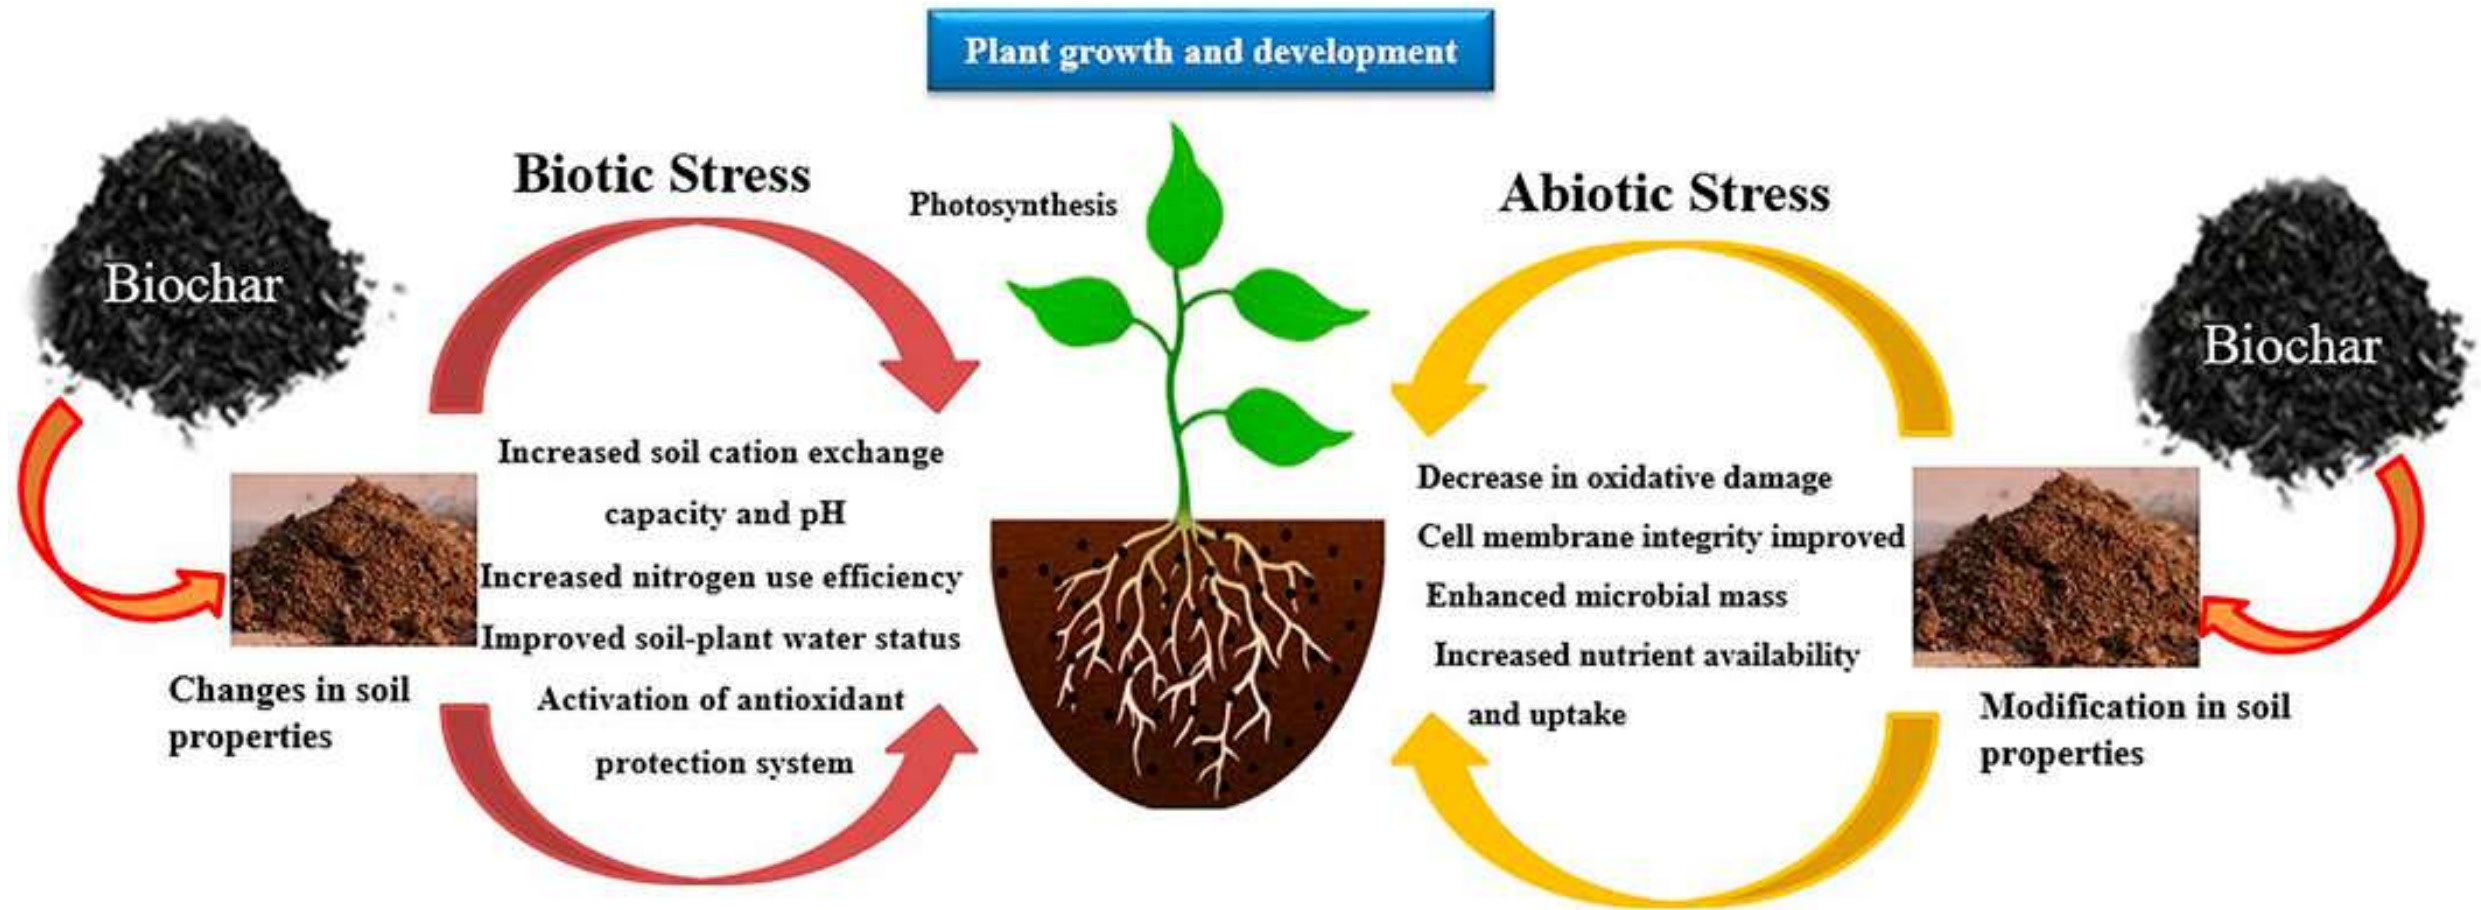 Plant growth and development
Biotic Stress
Photosynthesis
Abiotic Stress
Biochar
Biochar
Increased soil cation exchange
capacity and pH
Increased nitrogen use efficiency
Improved soil-plant water status
Activation of antioxidant
protection system
Changes in soil
properties
Decrease in oxidative damage
Cell membrane integrity improved
Enhanced microbial mass
Increased nutrient availability
and uptake
Modification in soil
properties